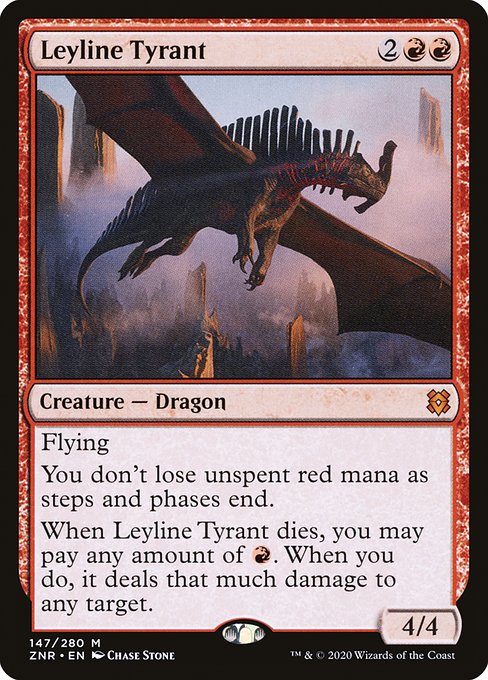 Leyline Tyrant 2
Creature — Dragon
Flying
You don't lose unspent red mana as
steps and phases end.
When Leyline Tyrant dies, you may
pay any amount of . When you
do, it deals that much damage to
any target.
4/4
147/280 M
ZNR • EN Chase Stone
™ & © 2020 Wizards of the Coast